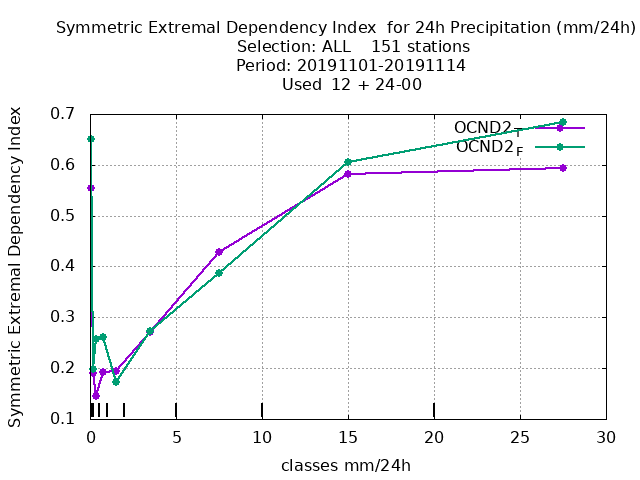 Symmetric Extremal Dependency Index  for 24h Precipitation (mm/24h)
Selection: ALL    151 stations
Period: 20191101-20191114
Used  12 + 24-00
Symmetric Extremal Dependency Index
0.7
0.6
0.5
0.4
0.3
0.2
0.1
OCND2T
OCND2F
0 5 10 15 20 25 30
classes mm/24h